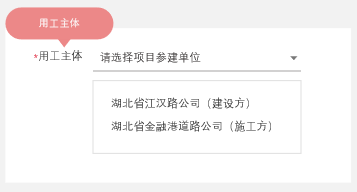 用工主体
*用工主体 请选择项目参建单位
湖北省江汉路公司（建设方）
湖北省金融港道路公司（施工方）